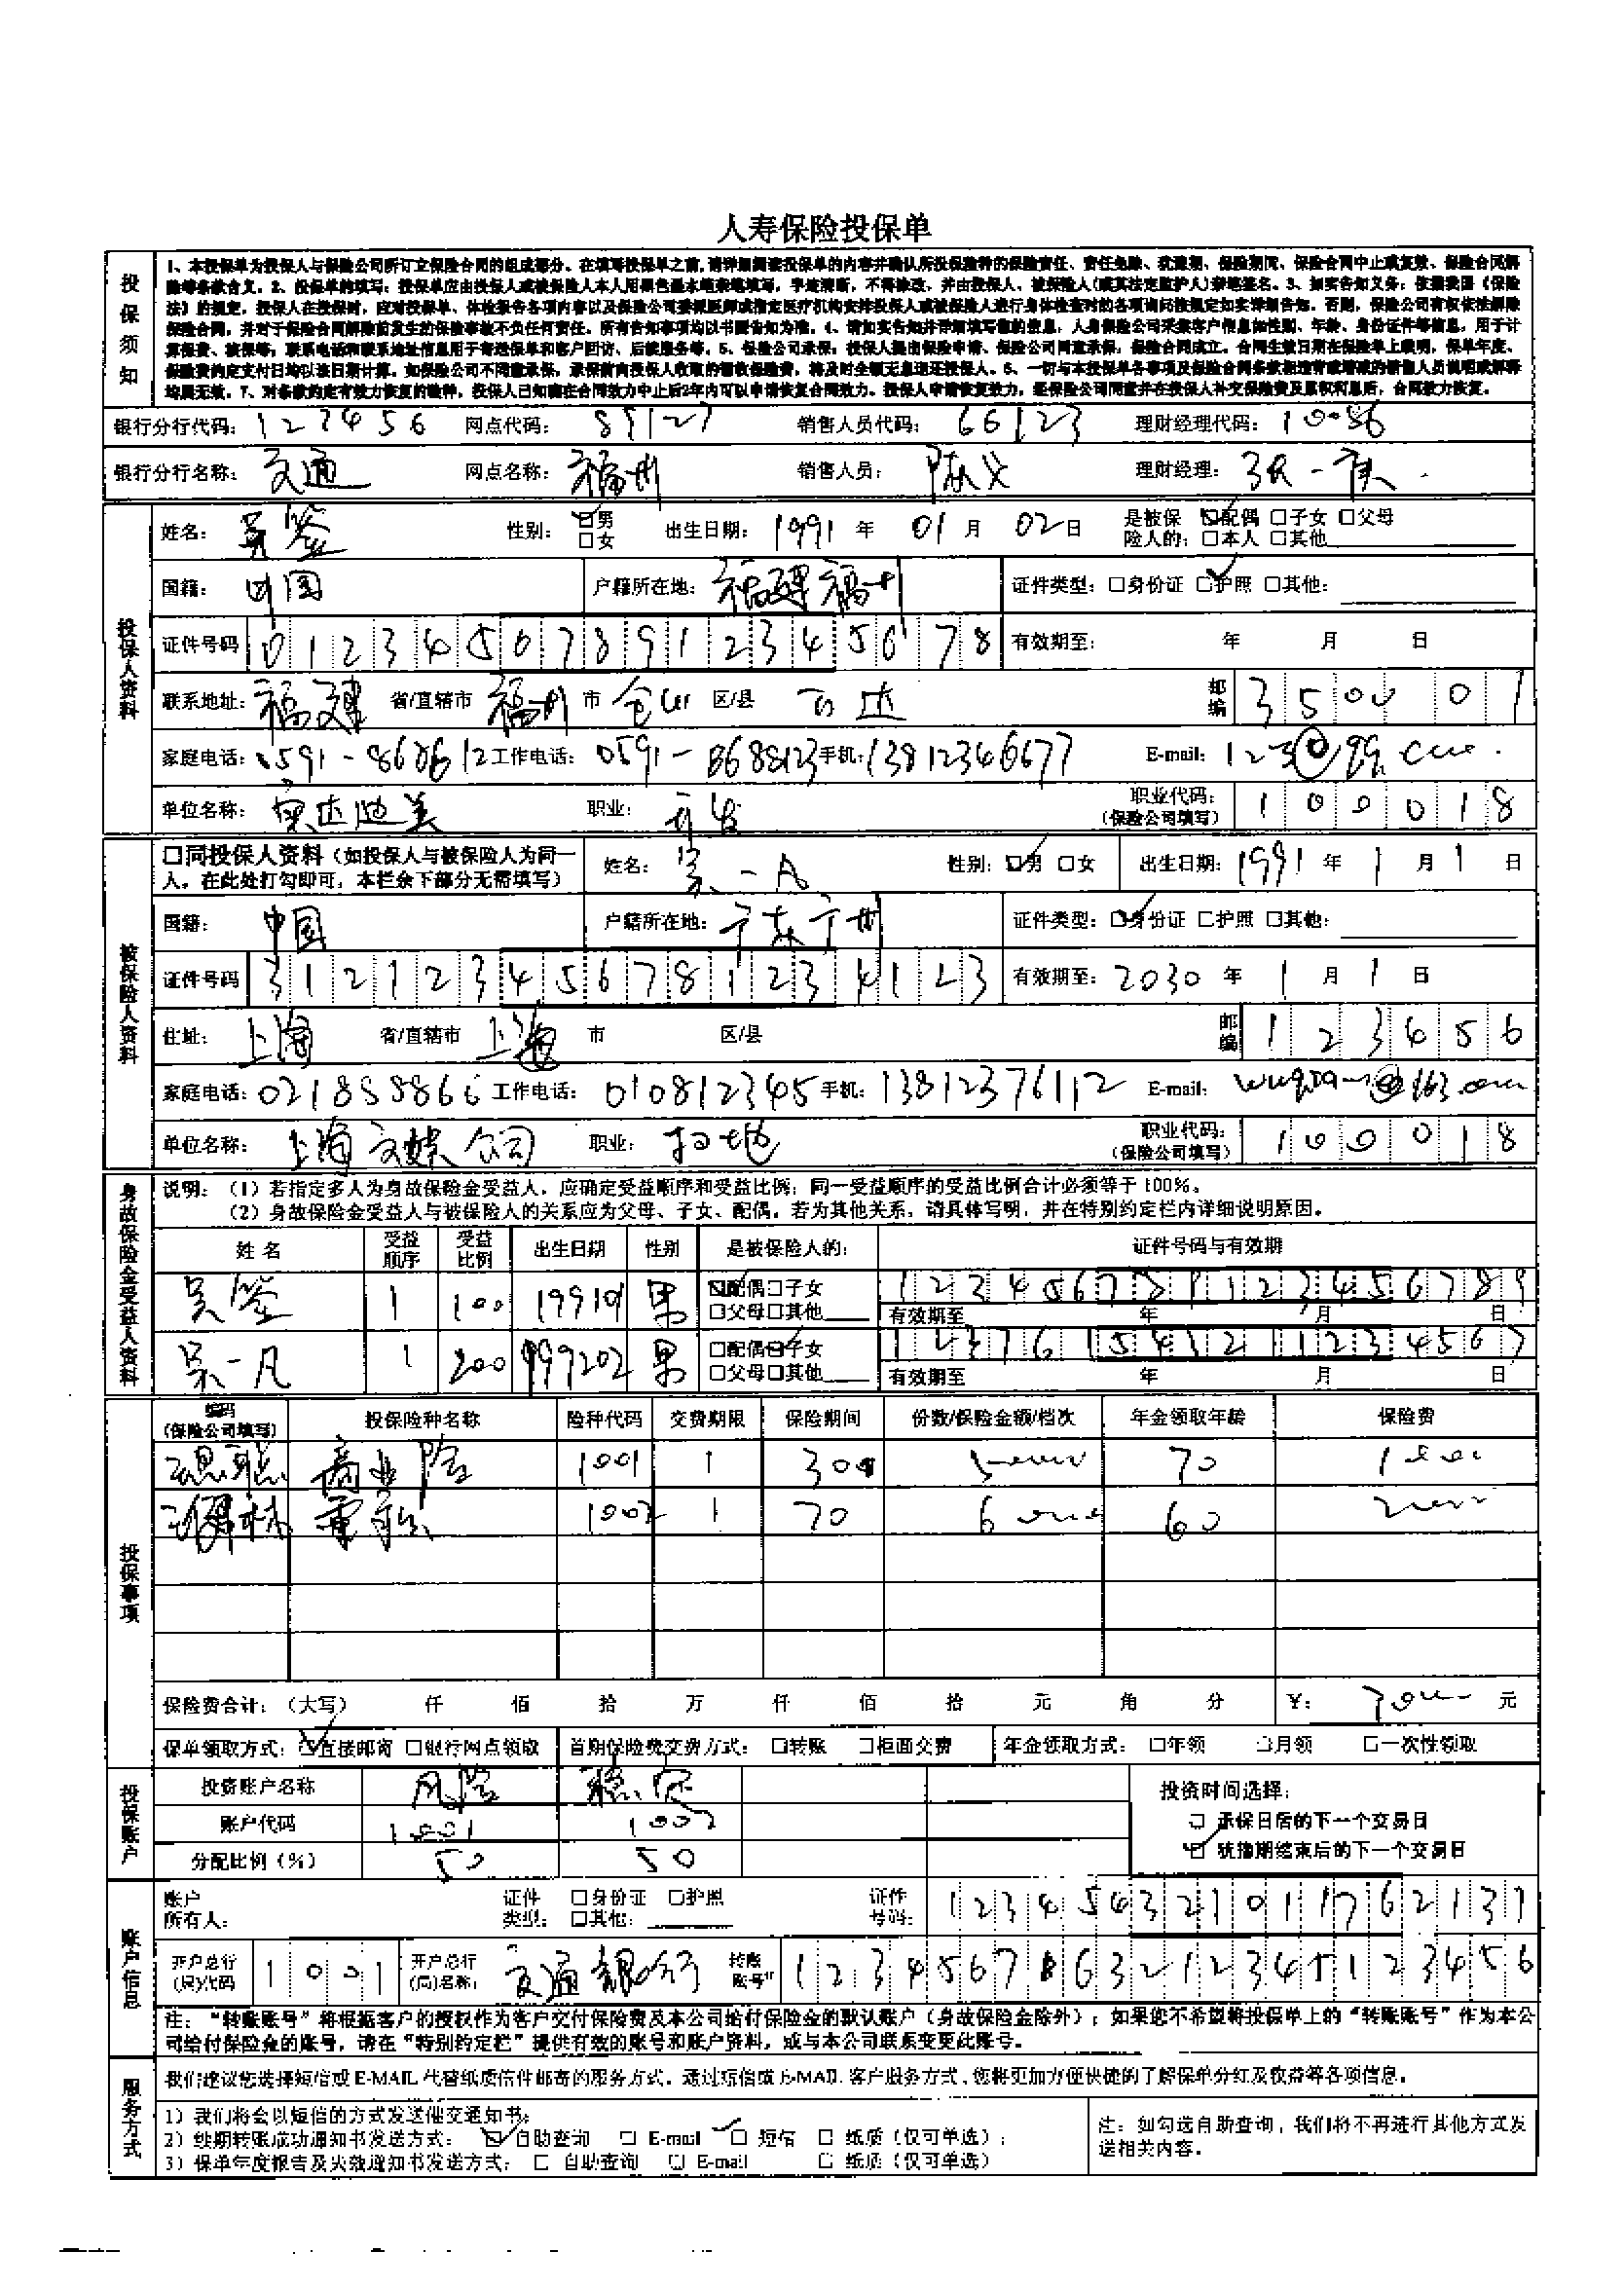 人寿保险投保单
投保须知
1、本投保单为投保人与保险公司所订立保险合同的组成部分。在填写投保单之前,请详细阅读投保单的内容并确认所投保险种的保险责任、责任免除、犹豫期、保险期间、保险合同中止或复效、保险合同解
除等条款含义。2、投保单的填写:投保单应由投保人或被保险人本人用黑色墨水笔亲笔填写,字迹清晰,不得涂改,并由投保人、被保险人(或其法定监护人)亲笔签名。3、如实告知义务:依据我国《保险
法》的规定,投保人在投保时,应对投保单、体检报告各项内容以及保险公司委派医师或指定医疗机构安排投保人或被保险人进行身体检查时的各项询问按规定如实详细告知。否则,保险公司有权依法解除
保险合同,并对于保险合同解除前发生的保险事故不负任何责任。所有告知事项均以书面告知为准。4、请如实告知并详细填写您的信息,人身保险公司采集客户信息如性别、年龄、身份证件等信息,用于计
算保费、核保等;联系电话和联系地址信息用于寄送保单和客户回访、后续服务等。5、保险公司承保:投保人提出保险申请、保险公司同意承保,保险合同成立。合同生效日期在保险单上载明,保单年度、
保险费约定支付日均以该日期计算。如保险公司不同意承保,承保前向投保人收取的暂收保险费,将及时全额无息退还投保人。6、一切与本投保单各事项及保险合同条款相违背或增减的销售人员说明或解释
均属无效。7、对条款约定有效力恢复的险种,投保人已知晓在合同效力中止后2年内可以申请恢复合同效力。投保人申请恢复效力,经保险公司同意并在投保人补交保险费及累积利息后,合同效力恢复。
银行分行代码: 123456 网点代码: 89127 销售人员代码: 66123 理财经理代码: 10086
银行分行名称: 交通 网点名称: 福州 销售人员: 陈义 理财经理:
投保人资料
姓名: 吴签 性别: 男 女 出生日期: 1991 年 01 月 02 日 是被保险人的: 配偶 子女 父母 本人 其他
国籍: 中国 户籍所在地: 福建福州 证件类型: 身份证 护照 其他:
证件号码 012345078912345678 有效期至: 年 月 日
联系地址: 福建 省/直辖市 福州 市 仓山 区/县 万达 邮编 350001
家庭电话: 0591-8606612 工作电话: 0591-8688123 手机: 13812346677 E-mail:
单位名称: 职业: 职业代码:(保险公司填写) 1000018
被保险人资料
同投保人资料(如投保人与被保险人为同一人,在此处打勾即可,本栏余下部分无需填写) 姓名: 吴一凡 性别: 男 女 出生日期: 1991 年 1 月 1 日
国籍: 中国 户籍所在地: 证件类型: 身份证 护照 其他:
证件号码 312123456781234123 有效期至: 2030 年 1 月 1 日
住址: 上海 省/直辖市 上海 市 区/县 邮编 123456
家庭电话: 021858866 工作电话: 010812345 手机: 13812376112 E-mail:
单位名称: 上海文娱公司 职业: 扫地 职业代码:(保险公司填写) 1000018
身故保险金受益人资料
说明:(1)若指定多人为身故保险金受益人,应确定受益顺序和受益比例;同一受益顺序的受益比例合计必须等于100%。
(2)身故保险金受益人与被保险人的关系应为父母、子女、配偶。若为其他关系,请具体写明,并在特别约定栏内详细说明原因。
姓名 受益顺序 受益比例 出生日期 性别 是被保险人的: 证件号码与有效期
吴签 1 100 199101 男 配偶 子女 父母 其他 123456789123456789
有效期至 年 月 日
吴一凡 1 200 199202 男 配偶 子女 父母 其他
有效期至 年 月 日
投保事项
编码(保险公司填写) 投保险种名称 险种代码 交费期限 保险期间 份数/保险金额/档次 年金领取年龄 保险费
商业险 1001 1 300 50000 70 10000
重疾 1002 1 70 60000 60 20000
保险费合计:(大写) 仟 佰 拾 万 仟 佰 拾 元 角 分 ¥: 30000 元
保单领取方式: 直接邮寄 银行网点领取 首期保险费交费方式: 转账 柜面交费 年金领取方式: 年领 月领 一次性领取
投保账户
投资账户名称 风险 稳定
账户代码 1001 1002
分配比例(%) 50 50
投资时间选择:
承保日后的下一个交易日
犹豫期结束后的下一个交易日
账户信息
账户所有人: 证件类型: 身份证 护照 其他: 证件号码: 123454321011762131
开户总行(局)代码 1001 开户总行(局)名称: 交通银行 转账账号 1234567863212345123456
注:“转账账号”将根据客户的授权作为客户交付保险费及本公司给付保险金的默认账户(身故保险金除外);如果您不希望将投保单上的“转账账号”作为本公
司给付保险金的账号,请在“特别约定栏”提供有效的账号和账户资料,或与本公司联系变更此账号。
服务方式
我们建议您选择短信或E-MAIL代替纸质信件邮寄的服务方式。通过短信或E-MAIL客户服务方式,您将更加方便快捷的了解保单分红及收益等各项信息。
1)我们将会以短信的方式发送催交通知书;
2)续期转账成功通知书发送方式: 自助查询 E-mail 短信 纸质(仅可单选);
3)保单年度报告及失效通知书发送方式: 自助查询 E-mail 纸质(仅可单选)
注:如勾选自助查询,我们将不再进行其他方式发
送相关内容。